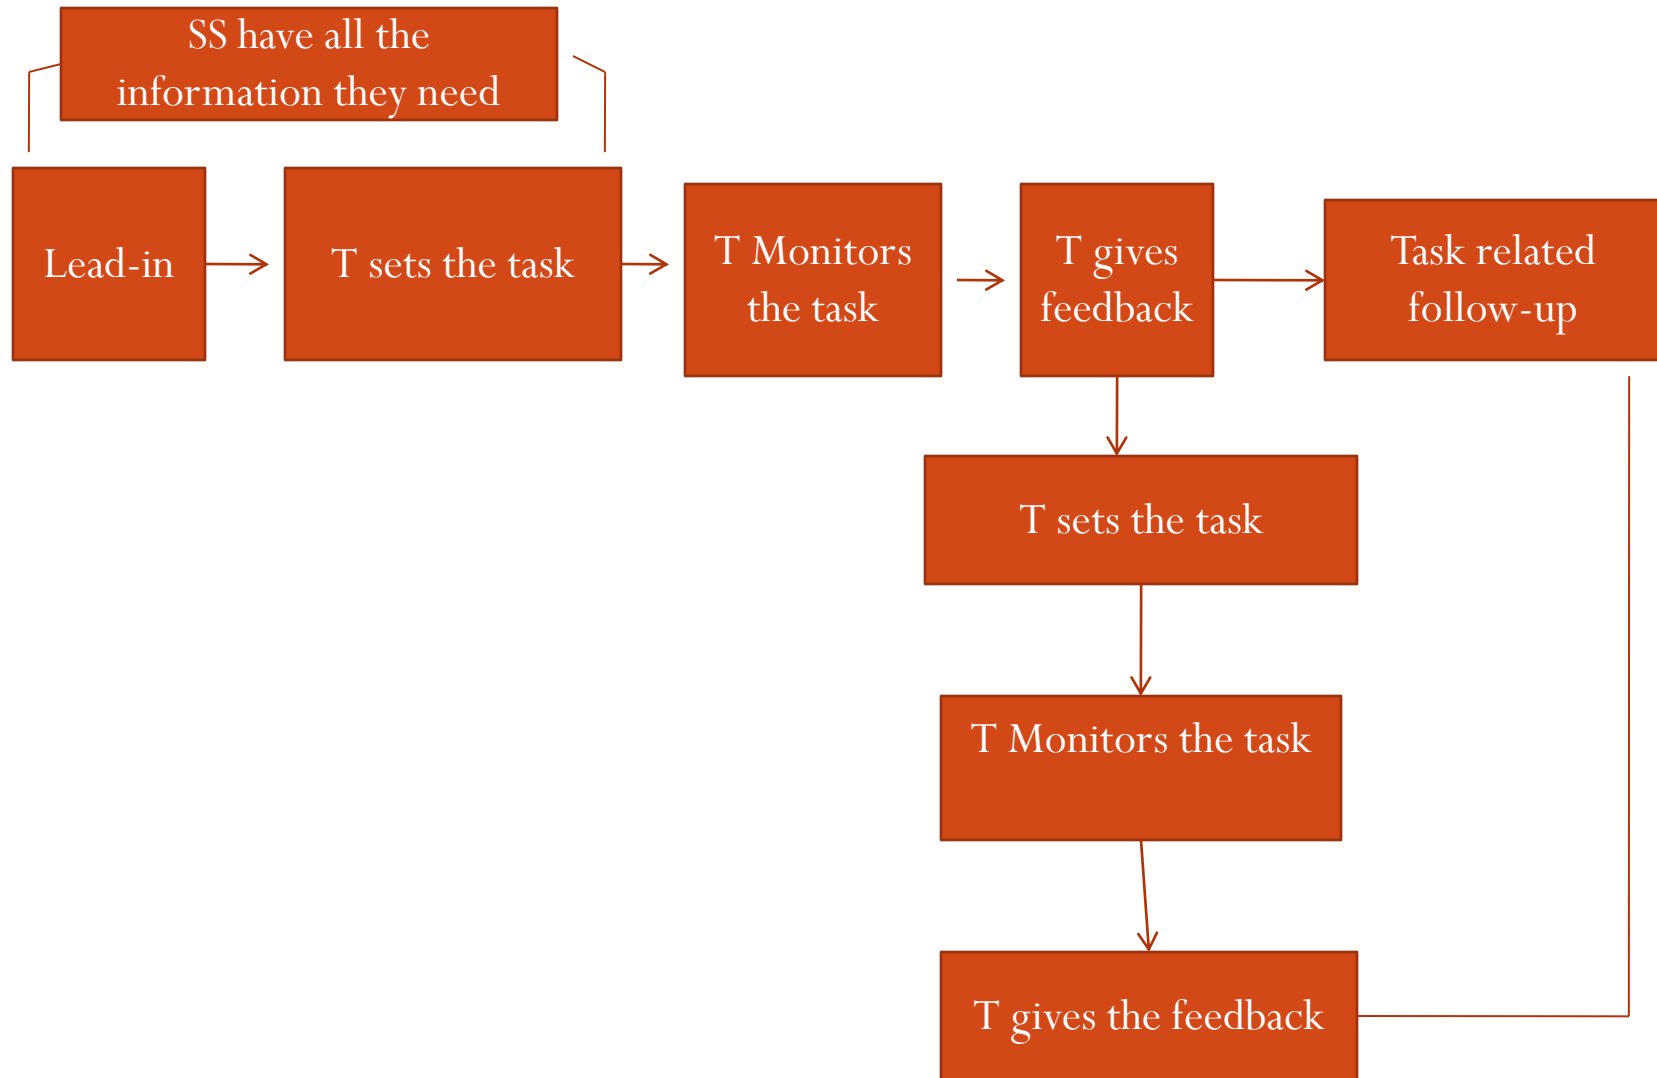 SS have all the
information they need
Lead-in
T sets the task
T Monitors
the task
T gives
feedback
Task related
follow-up
T sets the task
T Monitors the task
T gives the feedback